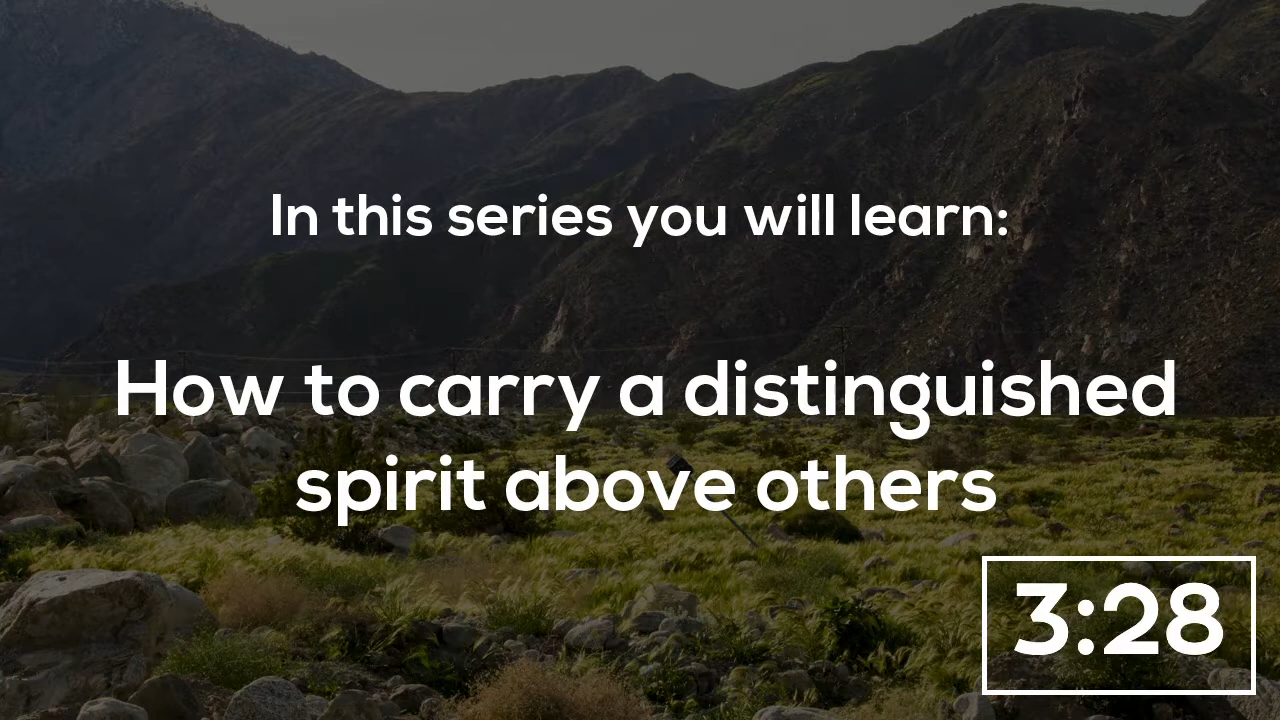 In this series you will learn:
How to carry a distinguished
spirit above others
3:28